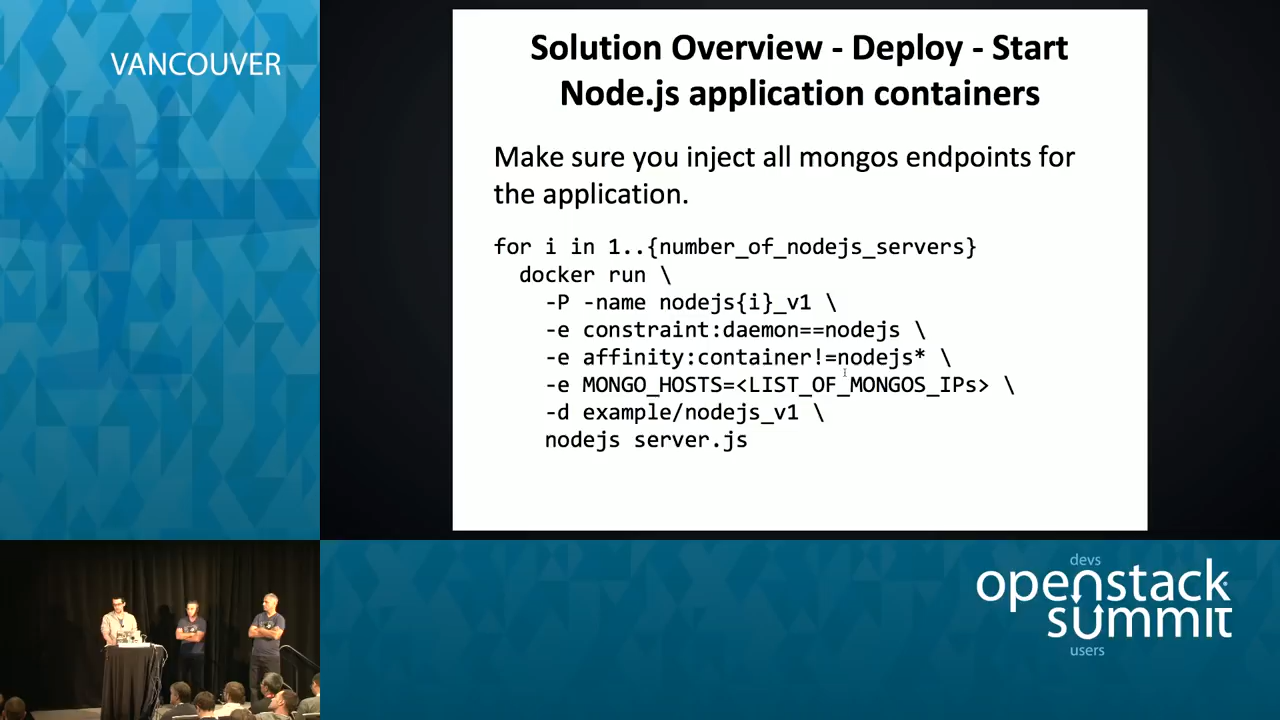 VANCOUVER
Solution Overview - Deploy - Start
Node.js application containers
Make sure you inject all mongos endpoints for
the application.
for i in 1..{number_of_nodejs_servers}
docker run \
-P -name nodejs{i}_v1 \
-e constraint:daemon==nodejs \
-e affinity:container!=nodejs* \
-e MONGO_HOSTS=<LIST_OF_MONGOS_IPs> \
-d example/nodejs_v1 \
nodejs server.js
devs
openstack
summit
users